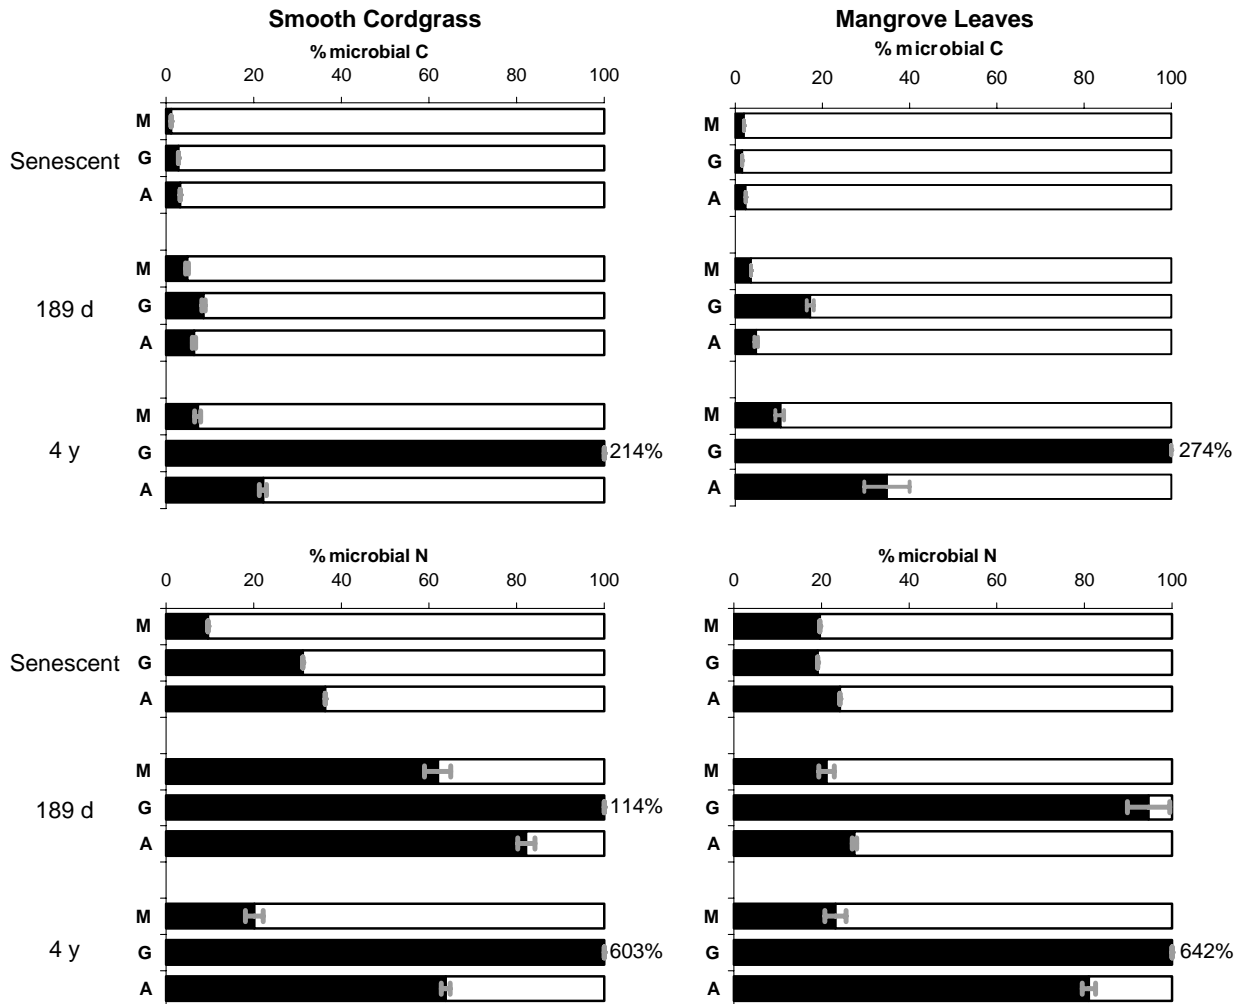 Smooth Cordgrass
Mangrove Leaves
% microbial C
% microbial C
0 20 40 60 80 100
0 20 40 60 80 100
Senescent
M
G
A
M
G
A
189 d
M
G
A
M
G
A
4 y
M
G 214%
A
M
G 274%
A
% microbial N
% microbial N
0 20 40 60 80 100
0 20 40 60 80 100
Senescent
M
G
A
M
G
A
189 d
M
G 114%
A
M
G
A
4 y
M
G 603%
A
M
G 642%
A